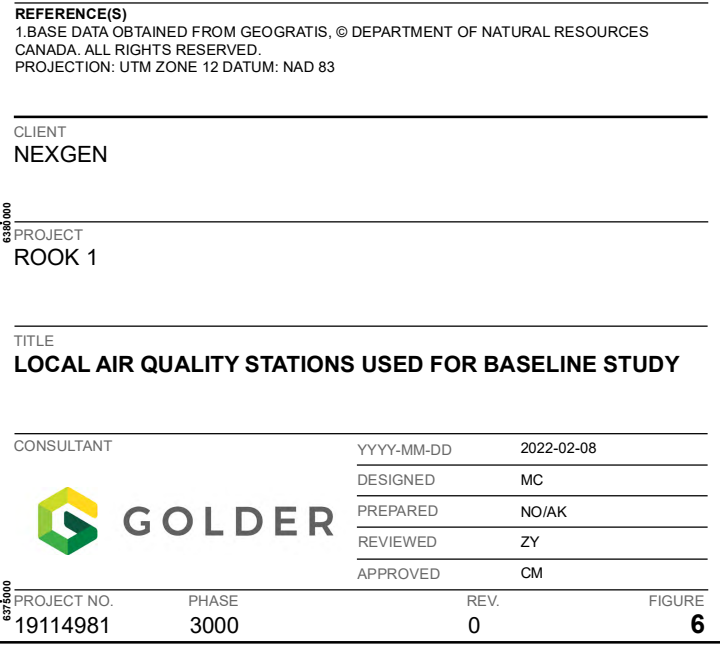 REFERENCE(S)
1.BASE DATA OBTAINED FROM GEOGRATIS, © DEPARTMENT OF NATURAL RESOURCES
CANADA. ALL RIGHTS RESERVED.
PROJECTION: UTM ZONE 12 DATUM: NAD 83
CLIENT
NEXGEN
6380000
PROJECT
ROOK 1
TITLE
LOCAL AIR QUALITY STATIONS USED FOR BASELINE STUDY
CONSULTANT
GOLDER
YYYY-MM-DD 2022-02-08
DESIGNED MC
PREPARED NO/AK
REVIEWED ZY
APPROVED CM
6375000
PROJECT NO. PHASE REV. FIGURE
19114981 3000 0 6